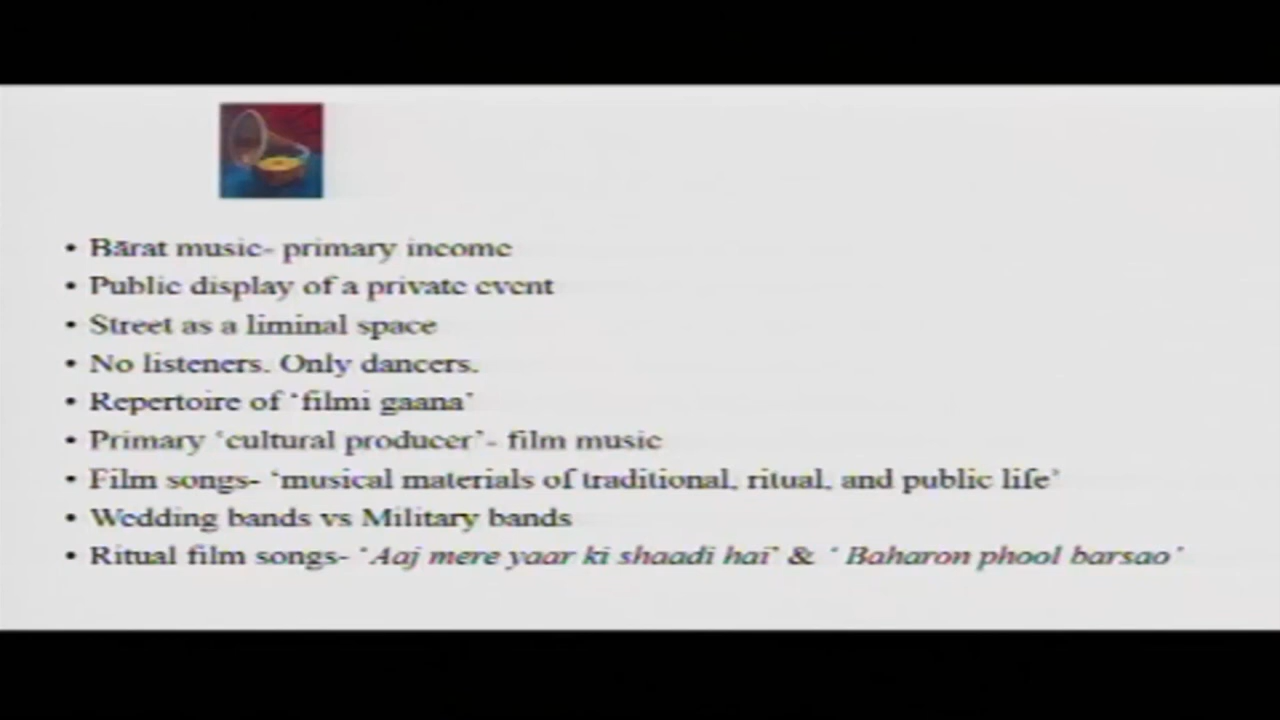 • Bārat music- primary income
• Public display of a private event
• Street as a liminal space
• No listeners. Only dancers.
• Repertoire of ‘filmi gaana’
• Primary ‘cultural producer’- film music
• Film songs- ‘musical materials of traditional, ritual, and public life’
• Wedding bands vs Military bands
• Ritual film songs- ‘Aaj mere yaar ki shaadi hai’ & ‘ Baharon phool barsao’